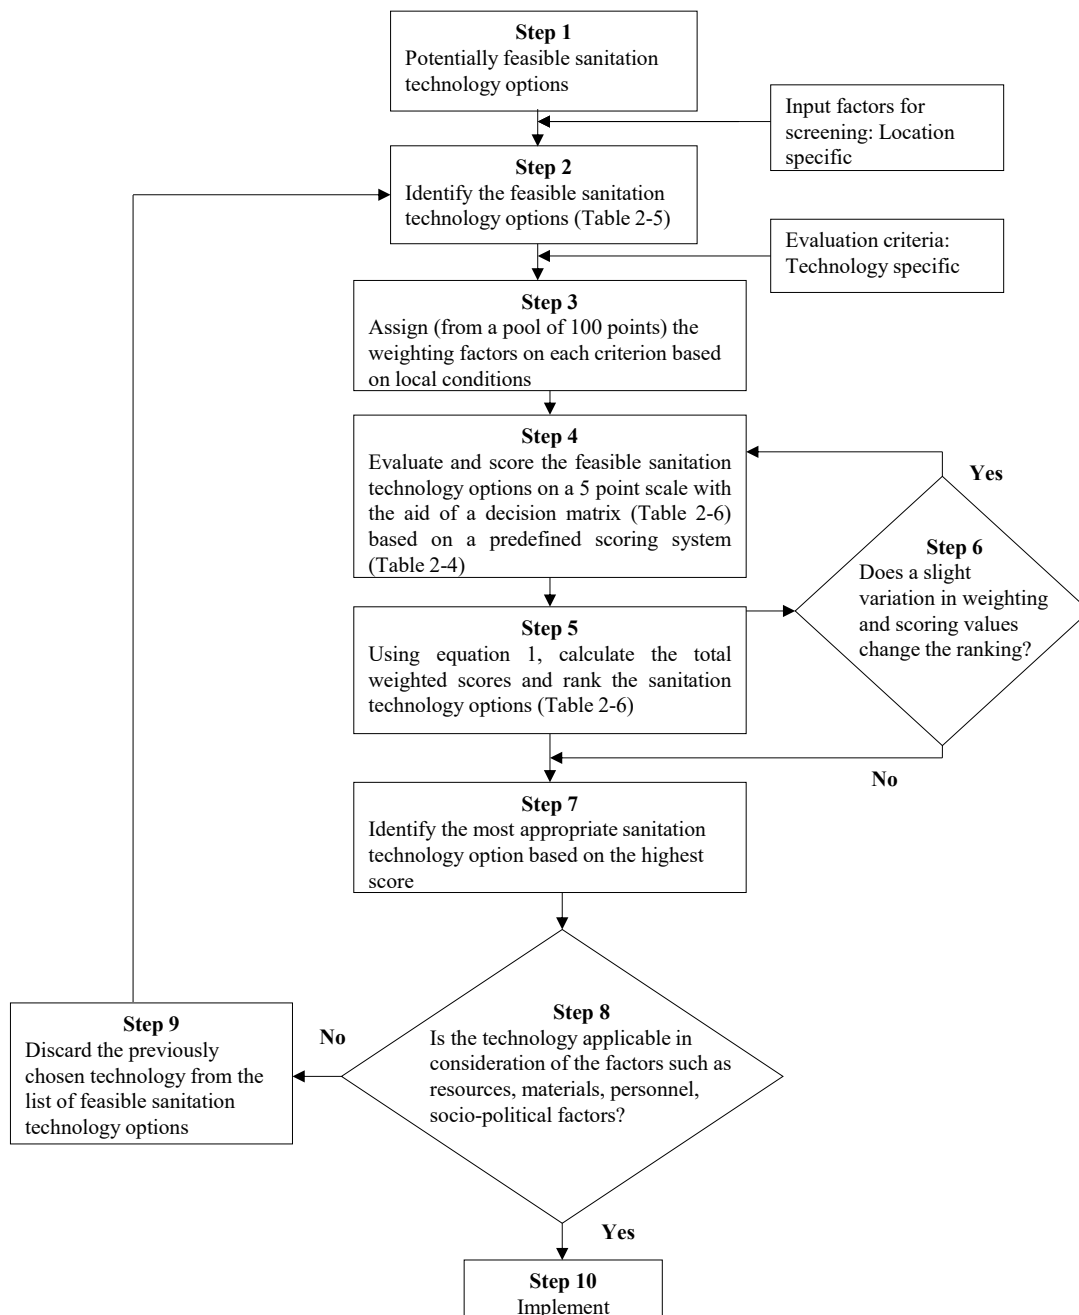 Step 1
Potentially feasible sanitation
technology options
Input factors for
screening: Location
specific
Step 2
Identify the feasible sanitation
technology options (Table 2-5)
Evaluation criteria:
Technology specific
Step 3
Assign (from a pool of 100 points) the
weighting factors on each criterion based
on local conditions
Step 4
Evaluate and score the feasible sanitation
technology options on a 5 point scale with
the aid of a decision matrix (Table 2-6)
based on a predefined scoring system
(Table 2-4)
Yes
Step 6
Does a slight
variation in weighting
and scoring values
change the ranking?
Step 5
Using equation 1, calculate the total
weighted scores and rank the sanitation
technology options (Table 2-6)
No
Step 7
Identify the most appropriate sanitation
technology option based on the highest
score
Step 8
Is the technology applicable in
consideration of the factors such as
resources, materials, personnel,
socio-political factors?
No
Step 9
Discard the previously
chosen technology from the
list of feasible sanitation
technology options
Yes
Step 10
Implement